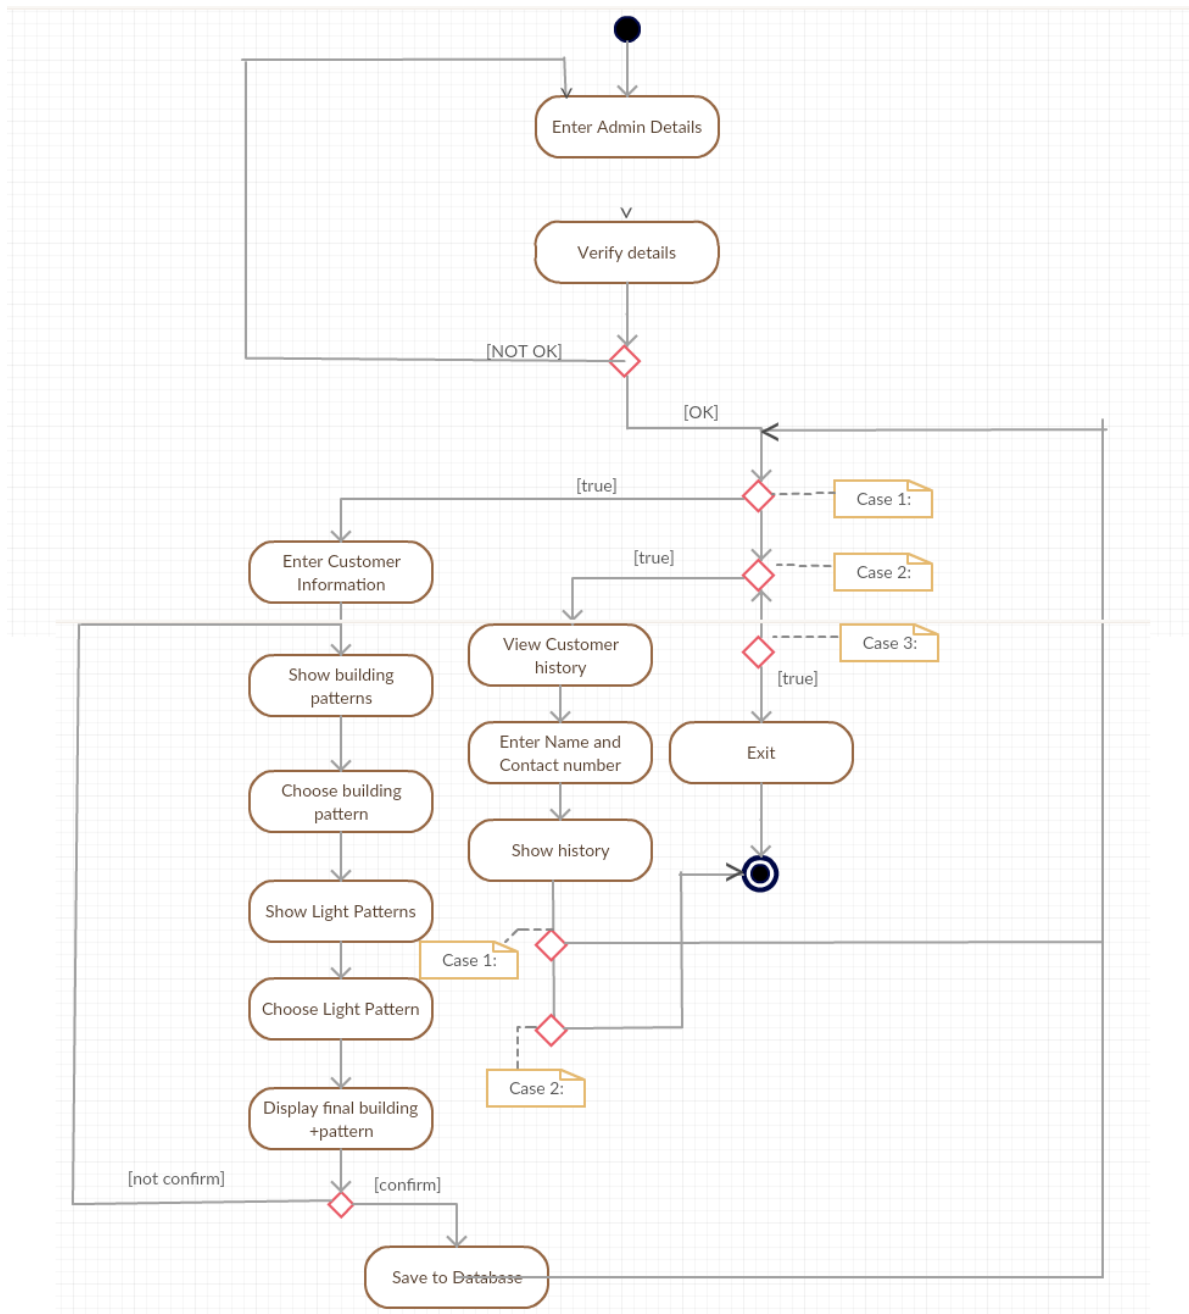 Enter Admin Details
Verify details
[NOT OK]
[OK]
[true]
Case 1:
Enter Customer
Information
[true]
Case 2:
View Customer
history
Case 3:
[true]
Show building
patterns
Enter Name and
Contact number
Exit
Choose building
pattern
Show history
Show Light Patterns
Case 1:
Choose Light Pattern
Case 2:
Display final building
+pattern
[not confirm]
[confirm]
Save to Database